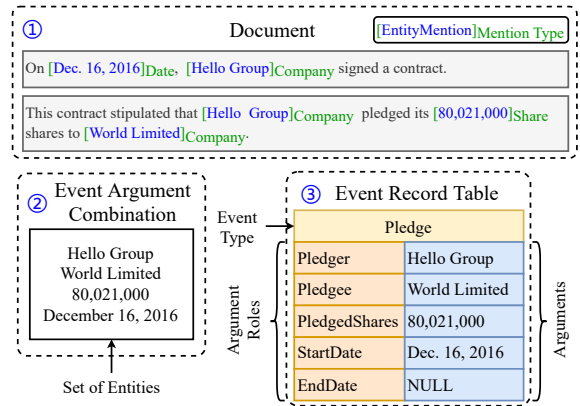 ① Document [EntityMention]Mention Type
On [Dec. 16, 2016]Date, [Hello Group]Company signed a contract.
This contract stipulated that [Hello Group]Company pledged its [80,021,000]Share
shares to [World Limited]Company.
② Event Argument
Combination
Hello Group
World Limited
80,021,000
December 16, 2016
Set of Entities
③ Event Record Table
Event
Type
Pledge
Argument
Roles
Pledger Hello Group
Pledgee World Limited
PledgedShares 80,021,000
StartDate Dec. 16, 2016
EndDate NULL
Arguments